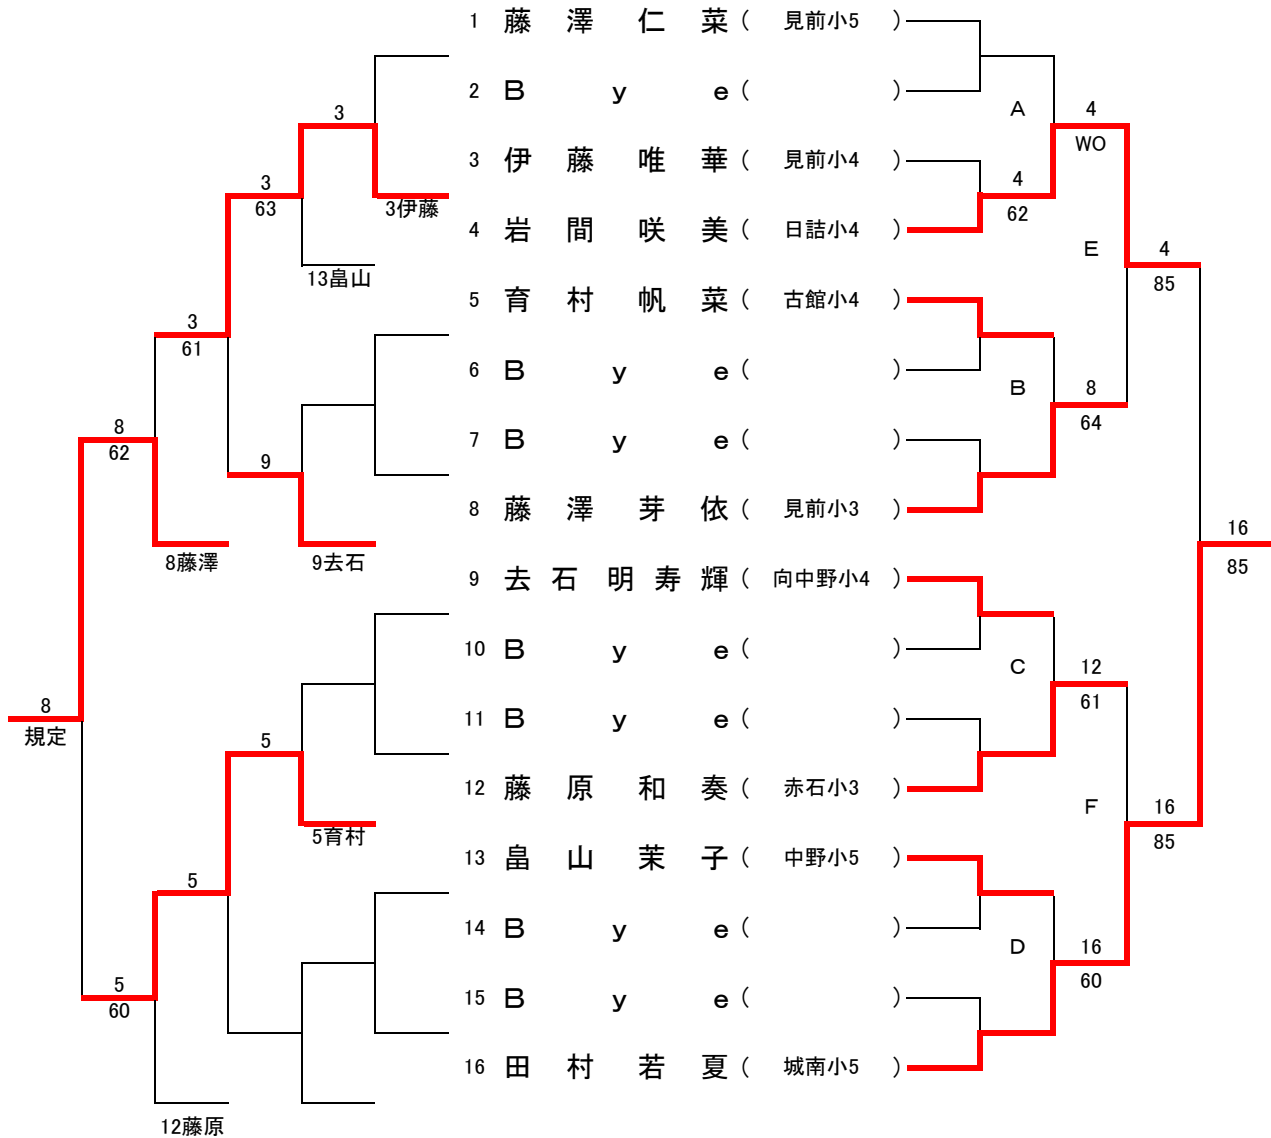 1 藤澤仁菜 ( 見前小5 )
2 Bye ( )
3 伊藤唯華 ( 見前小4 )
4 岩間咲美 ( 日詰小4 )
5 育村帆菜 ( 古館小4 )
6 Bye ( )
7 Bye ( )
8 藤澤芽依 ( 見前小3 )
9 去石明寿輝 ( 向中野小4 )
10 Bye ( )
11 Bye ( )
12 藤原和奏 ( 赤石小3 )
13 畠山茉子 ( 中野小5 )
14 Bye ( )
15 Bye ( )
16 田村若夏 ( 城南小5 )
3
3伊藤
3
63
13畠山
3
61
8
62
9
8藤澤
9去石
8
規定
5
5育村
5
5
60
12藤原
A
4
WO
4
62
E
4
85
B
8
64
16
85
C
12
61
F
16
85
D
16
60